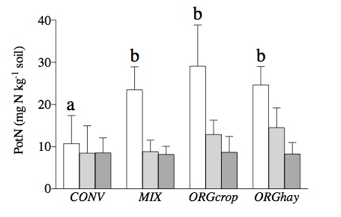 40
30
20
10
0
PotN (mg N kg⁻¹ soil)
a
b
b
b
CONV
MIX
ORGcrop
ORGhay